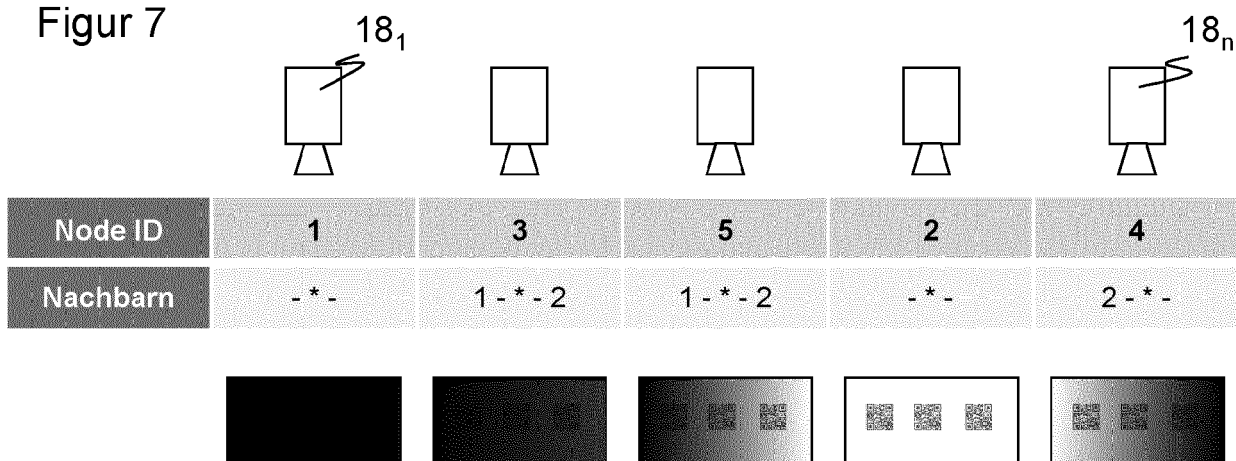 Figur 7
18₁
18ₙ
Node ID 1 3 5 2 4
Nachbarn - * - 1 - * - 2 1 - * - 2 - * - 2 - * -